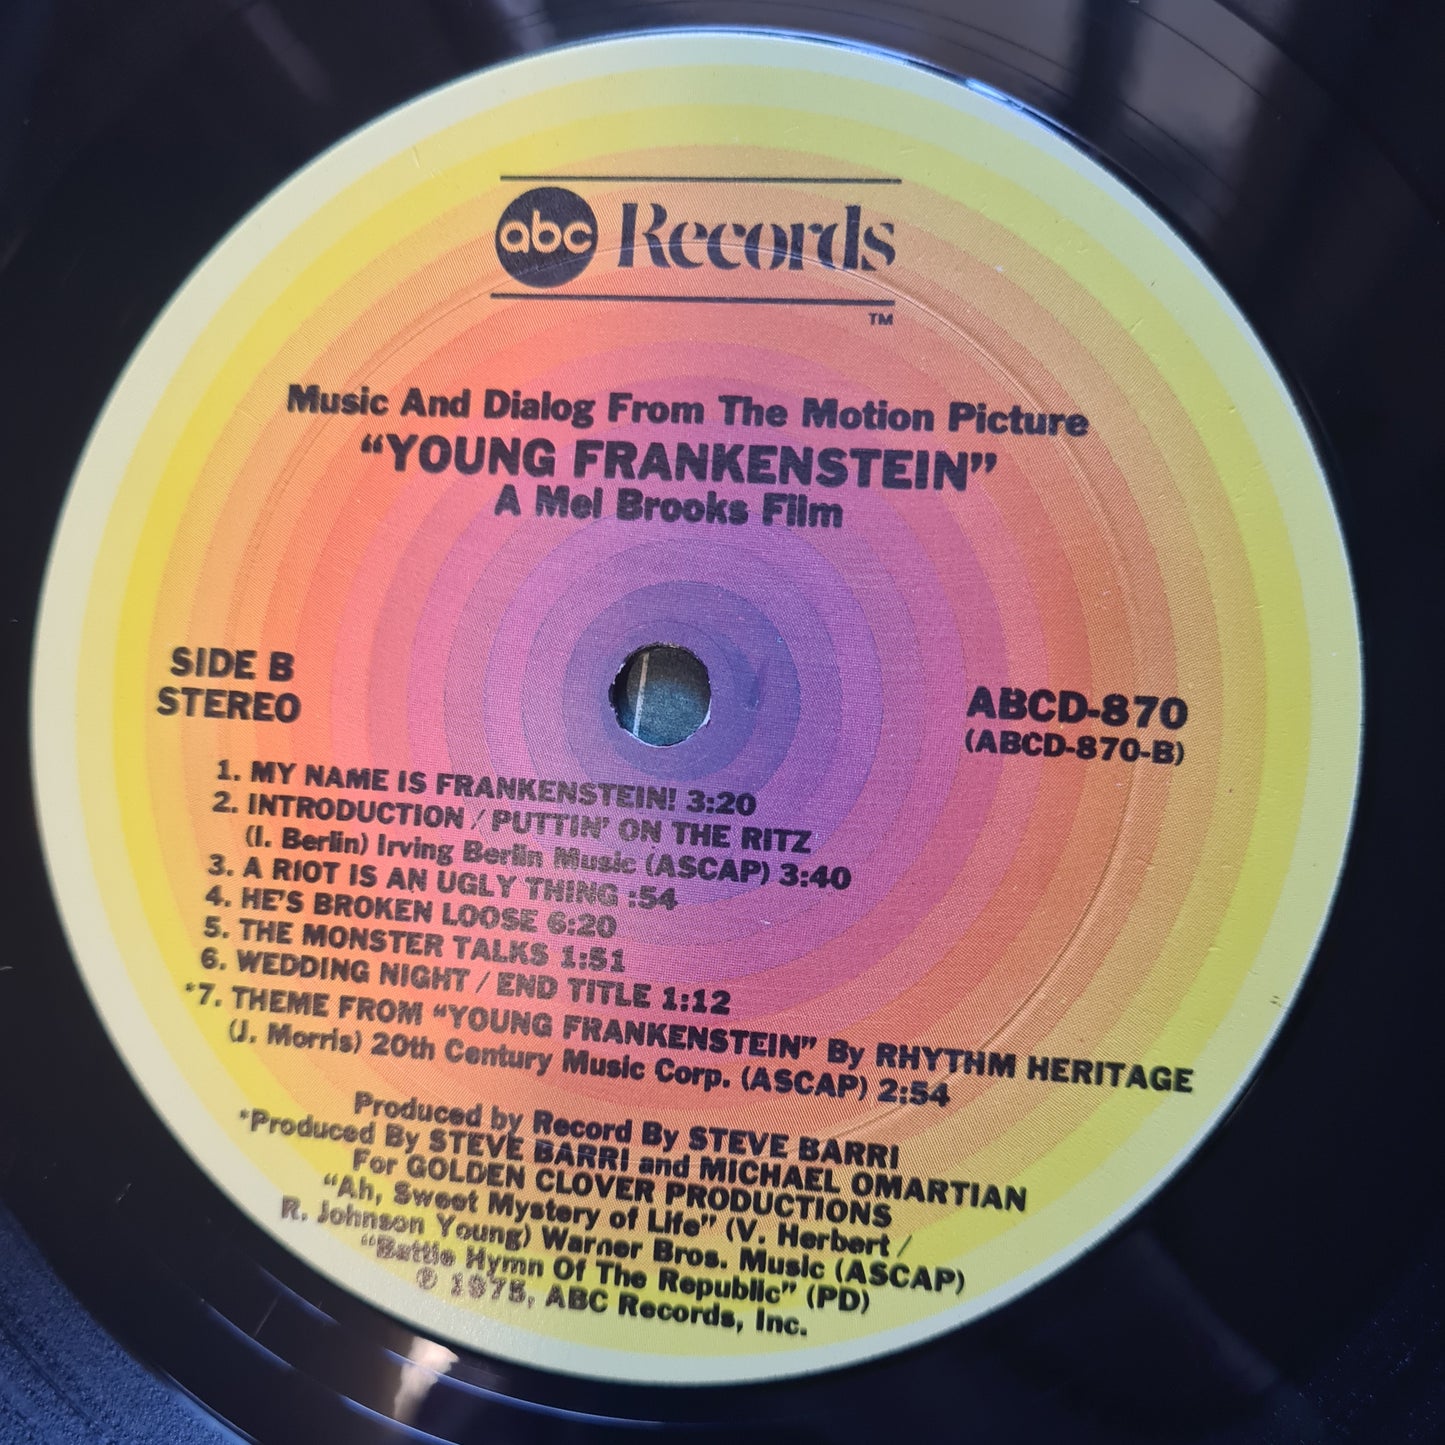 abc Records
TM
Music And Dialog From The Motion Picture
“YOUNG FRANKENSTEIN”
A Mel Brooks Film
SIDE B
STEREO
ABCD-870
(ABCD-870-B)
1. MY NAME IS FRANKENSTEIN! 3:20
2. INTRODUCTION / PUTTIN’ ON THE RITZ
(I. Berlin) Irving Berlin Music (ASCAP) 3:40
3. A RIOT IS AN UGLY THING :54
4. HE’S BROKEN LOOSE 6:20
5. THE MONSTER TALKS 1:51
6. WEDDING NIGHT / END TITLE 1:12
*7. THEME FROM “YOUNG FRANKENSTEIN” By RHYTHM HERITAGE
(J. Morris) 20th Century Music Corp. (ASCAP) 2:54
Produced by Record By STEVE BARRI
*Produced By STEVE BARRI and MICHAEL OMARTIAN
For GOLDEN CLOVER PRODUCTIONS
“Ah, Sweet Mystery of Life” (V. Herbert /
R. Johnson Young) Warner Bros. Music (ASCAP)
“Battle Hymn Of The Republic” (PD)
℗ 1975, ABC Records, Inc.